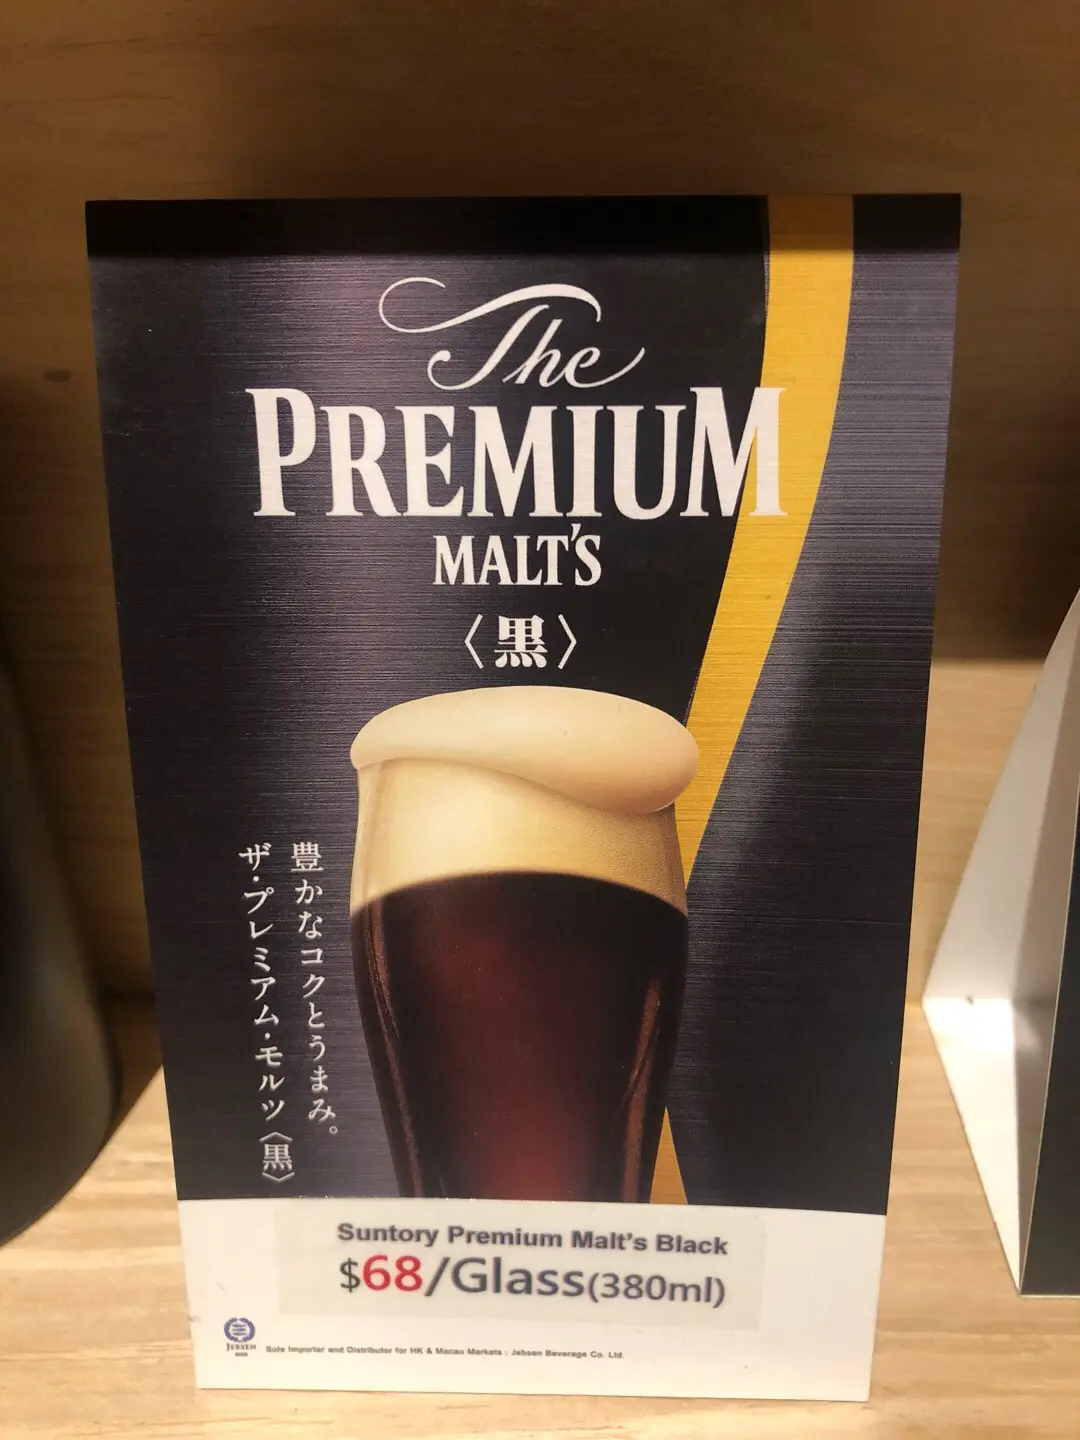 The
PREMIUM
MALT'S
〈黒〉
豊かなコクとうまみ。
ザ・プレミアム・モルツ〈黒〉
Suntory Premium Malt's Black
$68/Glass(380ml)
JEBSEN
Sole Importer and Distributor for HK & Macau Markets : Jebsen Beverage Co. Ltd.